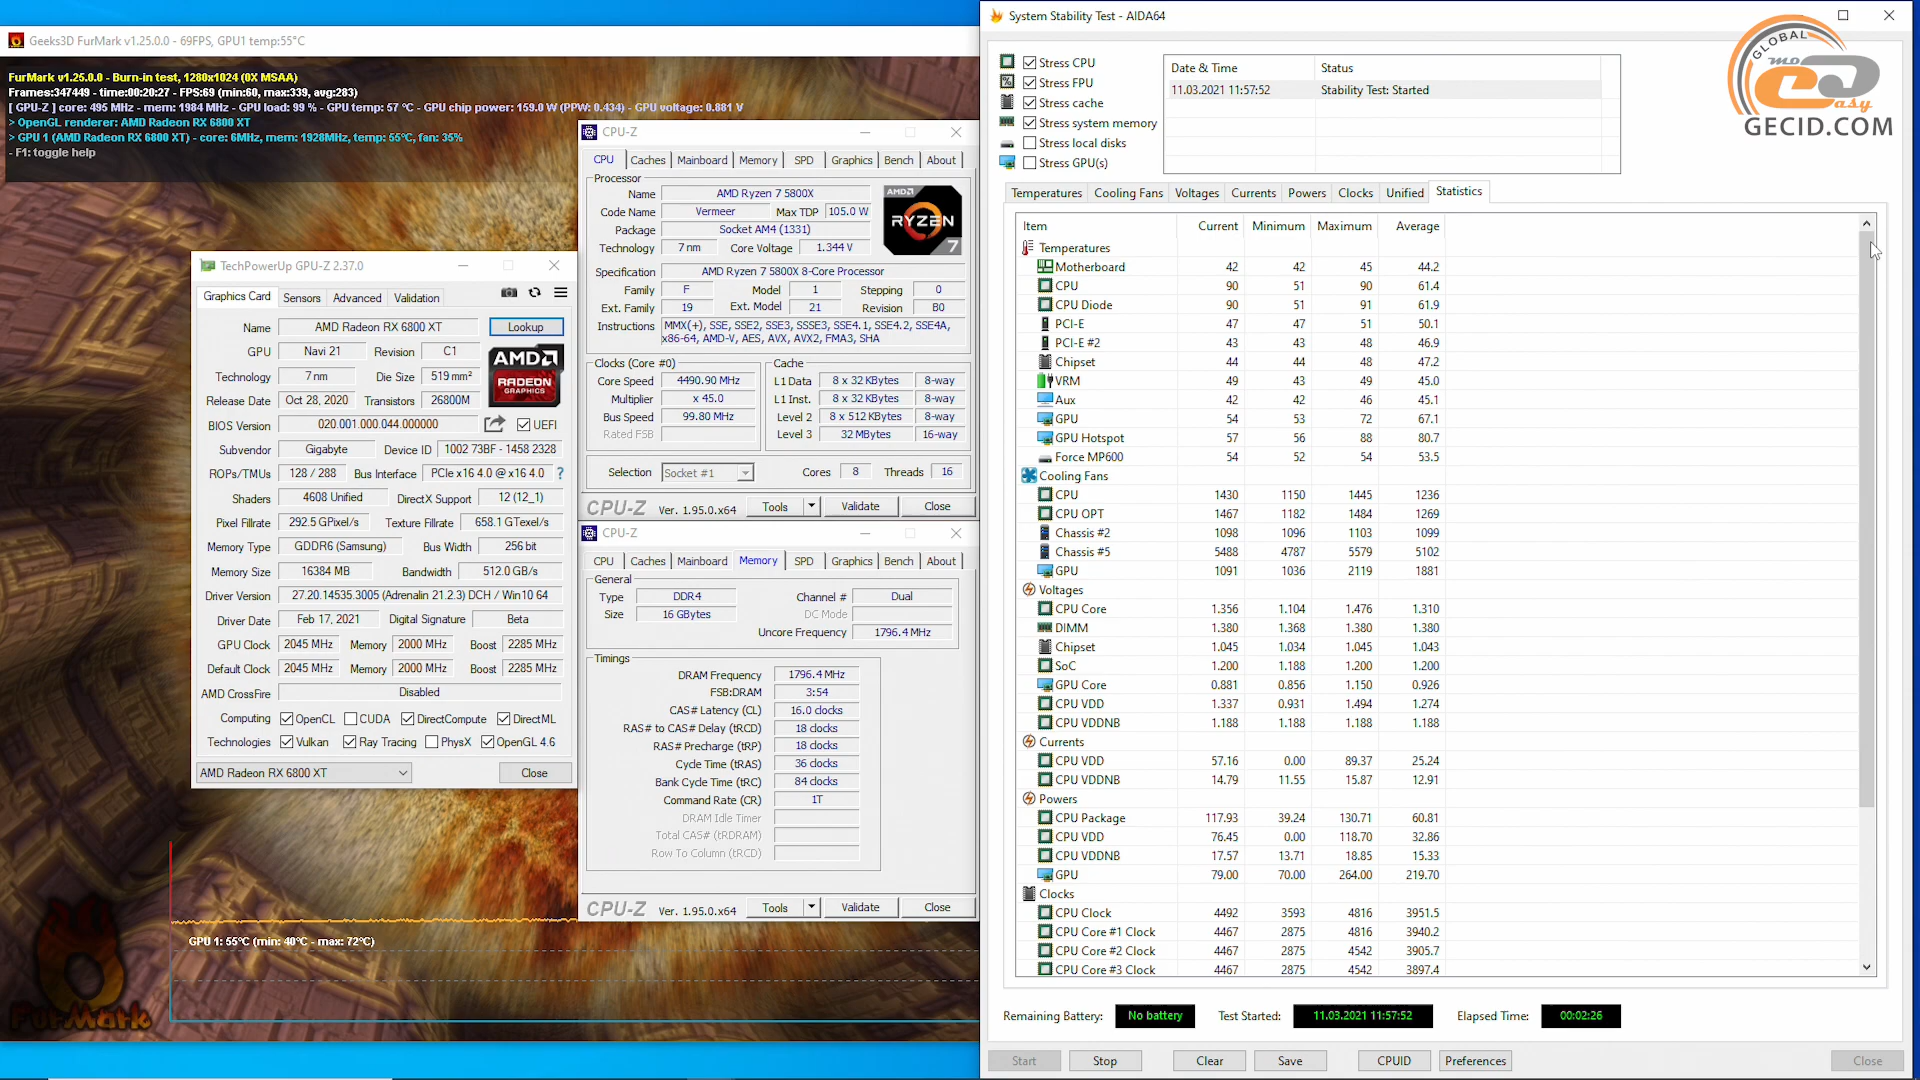 Geeks3D FurMark v1.25.0.0 - 69FPS, GPU1 temp:55°C
FurMark v1.25.0.0 - Burn-in test, 1280x1024 (0X MSAA)
Frames:347449 - time:00:20:27 - FPS:69 (min:60, max:339, avg:283)
[ GPU-Z ] core: 495 MHz - mem: 1984 MHz - GPU load: 99 % - GPU temp: 57 °C - GPU chip power: 159.0 W (PPW: 0.434) - GPU voltage: 0.881 V
> OpenGL renderer: AMD Radeon RX 6800 XT
> GPU 1 (AMD Radeon RX 6800 XT) - core: 6MHz, mem: 1928MHz, temp: 55°C, fan: 35%
- F1: toggle help
GPU 1: 55°C (min: 40°C - max: 72°C)
FurMark
TechPowerUp GPU-Z 2.37.0
Graphics Card Sensors Advanced Validation
Name AMD Radeon RX 6800 XT Lookup
GPU Navi 21 Revision C1
Technology 7 nm Die Size 519 mm²
Release Date Oct 28, 2020 Transistors 26800M
AMD RADEON GRAPHICS
BIOS Version 020.001.000.044.000000 UEFI
Subvendor Gigabyte Device ID 1002 73BF - 1458 2328
ROPs/TMUs 128 / 288 Bus Interface PCIe x16 4.0 @ x16 4.0 ?
Shaders 4608 Unified DirectX Support 12 (12_1)
Pixel Fillrate 292.5 GPixel/s Texture Fillrate 658.1 GTexel/s
Memory Type GDDR6 (Samsung) Bus Width 256 bit
Memory Size 16384 MB Bandwidth 512.0 GB/s
Driver Version 27.20.14535.3005 (Adrenalin 21.2.3) DCH / Win10 64
Driver Date Feb 17, 2021 Digital Signature Beta
GPU Clock 2045 MHz Memory 2000 MHz Boost 2285 MHz
Default Clock 2045 MHz Memory 2000 MHz Boost 2285 MHz
AMD CrossFire Disabled
Computing OpenCL CUDA DirectCompute DirectML
Technologies Vulkan Ray Tracing PhysX OpenGL 4.6
AMD Radeon RX 6800 XT Close
CPU-Z
CPU Caches Mainboard Memory SPD Graphics Bench About
Processor
Name AMD Ryzen 7 5800X
Code Name Vermeer Max TDP 105.0 W
Package Socket AM4 (1331)
Technology 7 nm Core Voltage 1.344 V
AMD RYZEN 7
Specification AMD Ryzen 7 5800X 8-Core Processor
Family F Model 1 Stepping 0
Ext. Family 19 Ext. Model 21 Revision B0
Instructions MMX(+), SSE, SSE2, SSE3, SSSE3, SSE4.1, SSE4.2, SSE4A,
x86-64, AMD-V, AES, AVX, AVX2, FMA3, SHA
Clocks (Core #0) Cache
Core Speed 4490.90 MHz L1 Data 8 x 32 KBytes 8-way
Multiplier x 45.0 L1 Inst. 8 x 32 KBytes 8-way
Bus Speed 99.80 MHz Level 2 8 x 512 KBytes 8-way
Rated FSB Level 3 32 MBytes 16-way
Selection Socket #1 Cores 8 Threads 16
CPU-Z Ver. 1.95.0.x64 Tools Validate Close
CPU-Z
CPU Caches Mainboard Memory SPD Graphics Bench About
General
Type DDR4 Channel # Dual
Size 16 GBytes DC Mode
Uncore Frequency 1796.4 MHz
Timings
DRAM Frequency 1796.4 MHz
FSB:DRAM 3:54
CAS# Latency (CL) 16.0 clocks
RAS# to CAS# Delay (tRCD) 18 clocks
RAS# Precharge (tRP) 18 clocks
Cycle Time (tRAS) 36 clocks
Bank Cycle Time (tRC) 84 clocks
Command Rate (CR) 1T
DRAM Idle Timer
Total CAS# (tRDRAM)
Row To Column (tRCD)
CPU-Z Ver. 1.95.0.x64 Tools Validate Close
System Stability Test - AIDA64
Stress CPU
Stress FPU
Stress cache
Stress system memory
Stress local disks
Stress GPU(s)
Date & Time Status
11.03.2021 11:57:52 Stability Test: Started
GLOBAL
mo
easy
GECID.COM
Temperatures Cooling Fans Voltages Currents Powers Clocks Unified Statistics
Item Current Minimum Maximum Average
Temperatures
Motherboard 42 42 45 44.2
CPU 90 51 90 61.4
CPU Diode 90 51 91 61.9
PCI-E 47 47 51 50.1
PCI-E #2 43 43 48 46.9
Chipset 44 44 48 47.2
VRM 49 43 49 45.0
Aux 42 42 46 45.1
GPU 54 53 72 67.1
GPU Hotspot 57 56 88 80.7
Force MP600 54 52 54 53.5
Cooling Fans
CPU 1430 1150 1445 1236
CPU OPT 1467 1182 1484 1269
Chassis #2 1098 1096 1103 1099
Chassis #5 5488 4787 5579 5102
GPU 1091 1036 2119 1881
Voltages
CPU Core 1.356 1.104 1.476 1.310
DIMM 1.380 1.368 1.380 1.380
Chipset 1.045 1.034 1.045 1.043
SoC 1.200 1.188 1.200 1.200
GPU Core 0.881 0.856 1.150 0.926
CPU VDD 1.337 0.931 1.494 1.274
CPU VDDNB 1.188 1.188 1.188 1.188
Currents
CPU VDD 57.16 0.00 89.37 25.24
CPU VDDNB 14.79 11.55 15.87 12.91
Powers
CPU Package 117.93 39.24 130.71 60.81
CPU VDD 76.45 0.00 118.70 32.86
CPU VDDNB 17.57 13.71 18.85 15.33
GPU 79.00 70.00 264.00 219.70
Clocks
CPU Clock 4492 3593 4816 3951.5
CPU Core #1 Clock 4467 2875 4816 3940.2
CPU Core #2 Clock 4467 2875 4542 3905.7
CPU Core #3 Clock 4467 2875 4542 3897.4
Remaining Battery: No battery Test Started: 11.03.2021 11:57:52 Elapsed Time: 00:02:26
Start Stop Clear Save CPUID Preferences Close